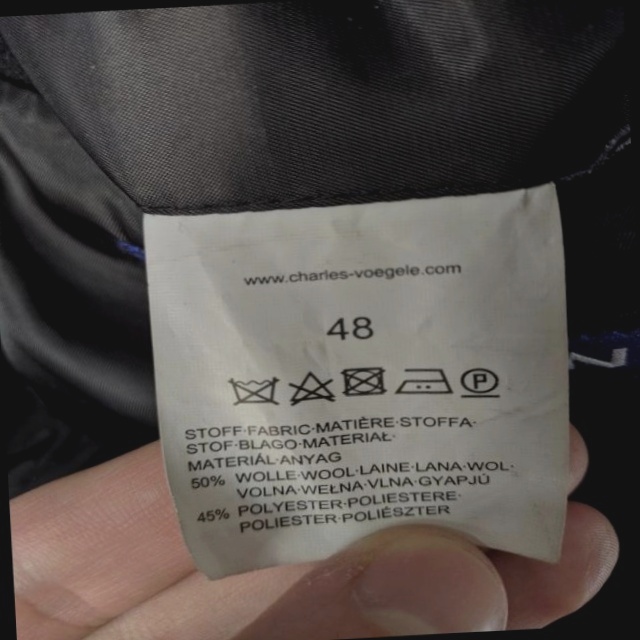 www.charles-voegele.com
48
P
STOFF·FABRIC·MATIÈRE·STOFFA·
STOF·BLAGO·MATERIAŁ·
MATERIÁL·ANYAG
50% WOLLE·WOOL·LAINE·LANA·WOL·
VOLNA·WEŁNA·VLNA·GYAPJÚ
45% POLYESTER·POLIESTERE·
POLIESTER·POLIÉSZTER